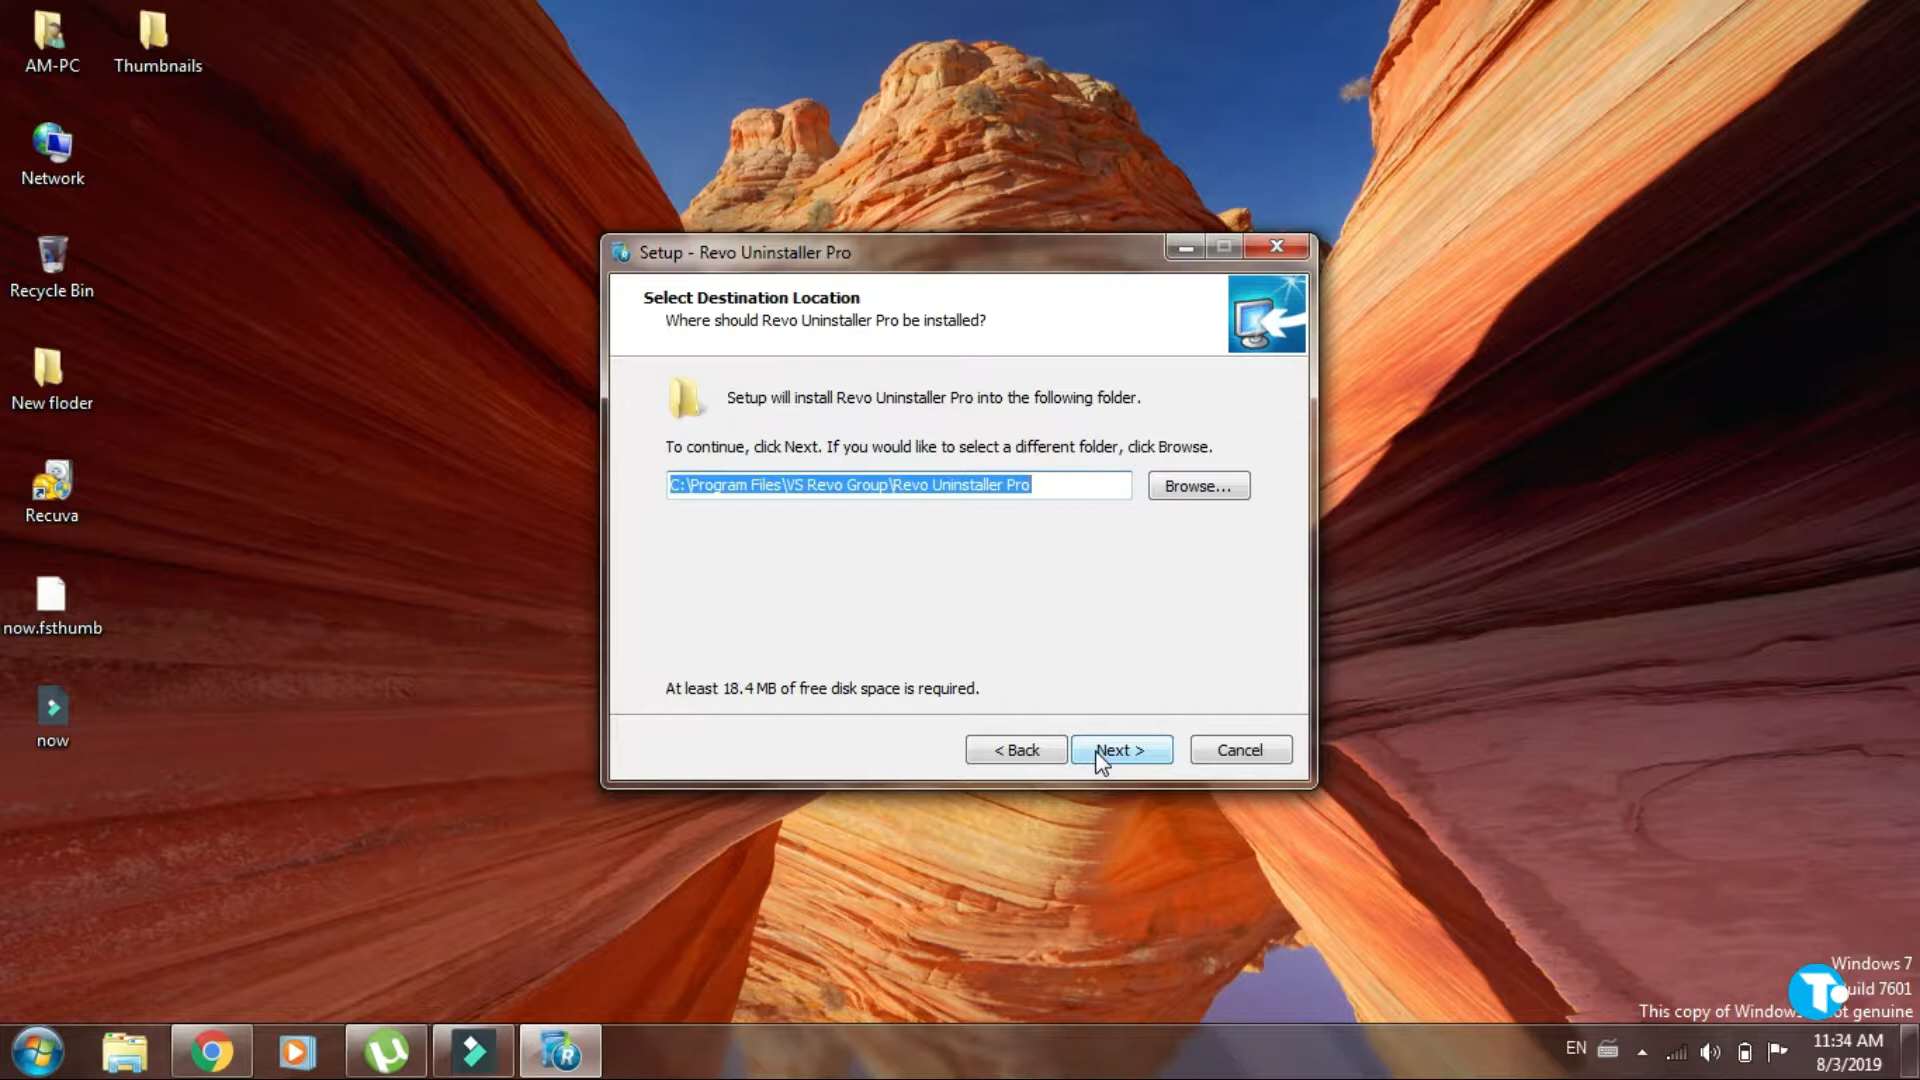 AM-PC
Thumbnails
Network
Recycle Bin
New floder
Recuva
now.fsthumb
now
Setup - Revo Uninstaller Pro
Select Destination Location
Where should Revo Uninstaller Pro be installed?
Setup will install Revo Uninstaller Pro into the following folder.
To continue, click Next. If you would like to select a different folder, click Browse.
C:\Program Files\VS Revo Group\Revo Uninstaller Pro
Browse...
At least 18.4 MB of free disk space is required.
< Back
Next >
Cancel
Windows 7
7601
This copy of genuine
EN
11:34 AM
8/3/2019